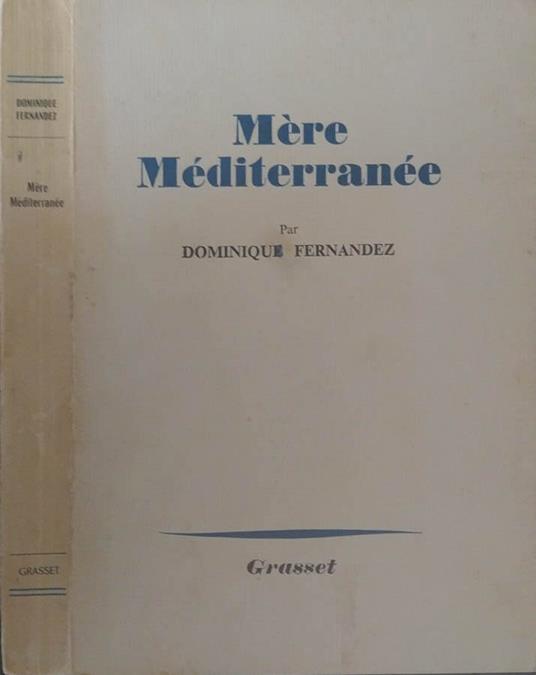 DOMINIQUE
FERNANDEZ
Mère
Méditerranée
GRASSET
Mère
Méditerranée
Par
DOMINIQUE FERNANDEZ
Grasset